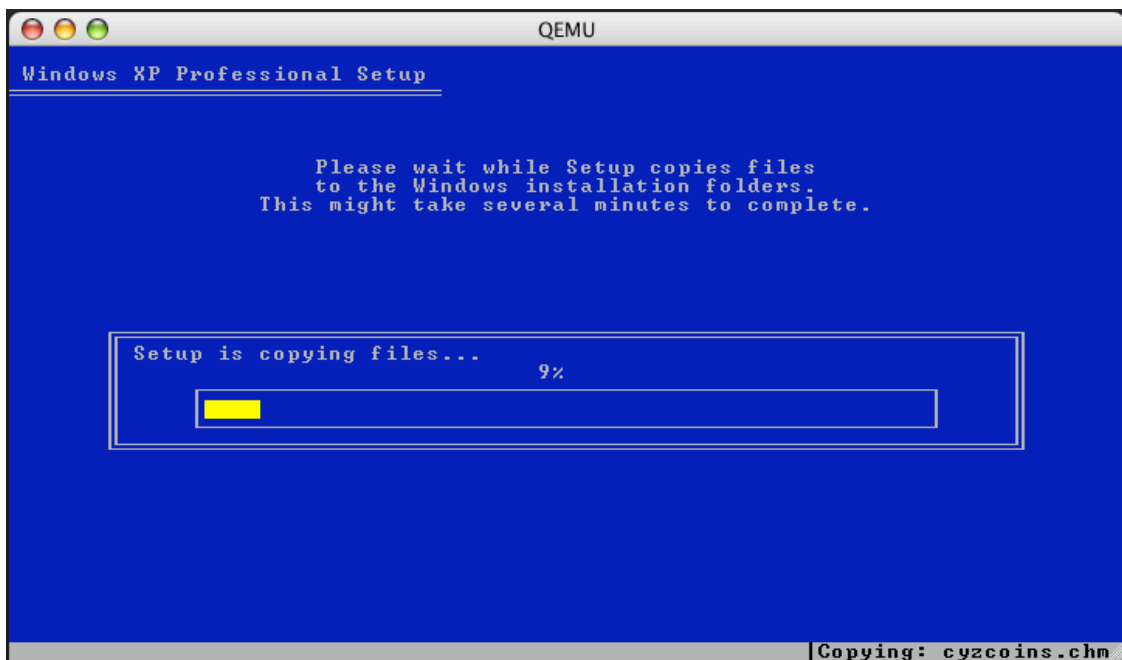 QEMU
Windows XP Professional Setup
Please wait while Setup copies files
to the Windows installation folders.
This might take several minutes to complete.
Setup is copying files...
9%
Copying: cyzcoins.chm